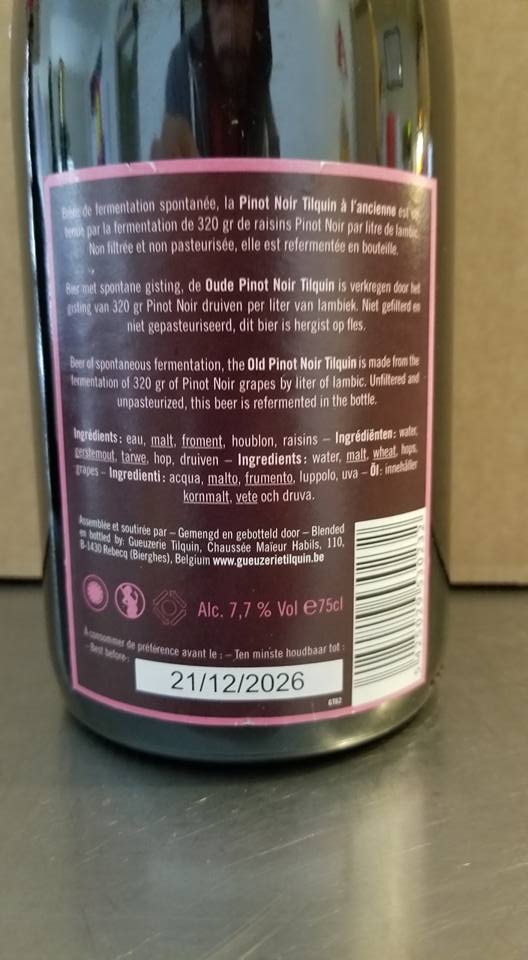 Bière de fermentation spontanée, la Pinot Noir Tilquin à l'ancienne est ob-
tenue par la fermentation de 320 gr de raisins Pinot Noir par litre de lambic.
Non filtrée et non pasteurisée, elle est refermentée en bouteille.
Bier met spontane gisting, de Oude Pinot Noir Tilquin is verkregen door het
gisting van 320 gr Pinot Noir druiven per liter van lambiek. Niet gefilterd en
niet gepasteuriseerd, dit bier is hergist op fles.
Beer of spontaneous fermentation, the Old Pinot Noir Tilquin is made from the
fermentation of 320 gr of Pinot Noir grapes by liter of lambic. Unfiltered and
unpasteurized, this beer is refermented in the bottle.
Ingrédients: eau, malt, froment, houblon, raisins – Ingrediënten: water,
gerstemout, tarwe, hop, druiven – Ingredients: water, malt, wheat, hops,
grapes – Ingredienti: acqua, malto, frumento, luppolo, uva – Öl: innehåller
kornmalt, vete och druva.
Assemblée et soutirée par – Gemengd en gebotteld door – Blended
en bottled by: Gueuzerie Tilquin, Chaussée Maïeur Habils, 110,
B-1430 Rebecq (Bierghes), Belgium www.gueuzerietilquin.be
Alc. 7,7 % Vol ℮75cl
À consommer de préférence avant le: – Ten minste houdbaar tot:
– Best before:
21/12/2026